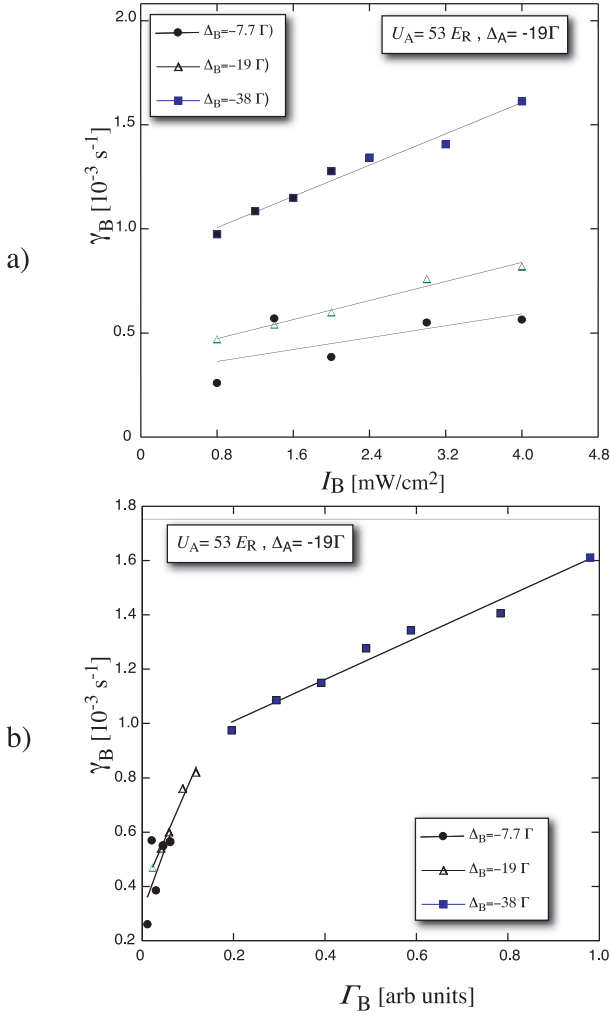 a)
γB [10⁻³ s⁻¹]
2.0
1.5
1.0
0.5
0
ΔB=-7.7 Γ)
ΔB=-19 Γ)
ΔB=-38 Γ)
UA= 53 ER , ΔA= -19Γ
0 0.8 1.6 2.4 3.2 4.0 4.8
IB [mW/cm²]
b)
γB [10⁻³ s⁻¹]
1.8
1.6
1.4
1.2
1.0
0.8
0.6
0.4
0.2
UA= 53 ER , ΔA= -19Γ
ΔB=-7.7 Γ
ΔB=-19 Γ
ΔB=-38 Γ
0 0.2 0.4 0.6 0.8 1.0
ΓB [arb units]